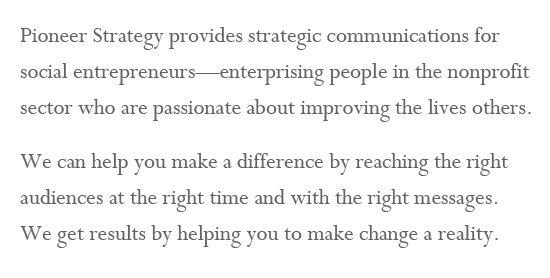 Pioneer Strategy provides strategic communications for
social entrepreneurs—enterprising people in the nonprofit
sector who are passionate about improving the lives others.
We can help you make a difference by reaching the right
audiences at the right time and with the right messages.
We get results by helping you to make change a reality.